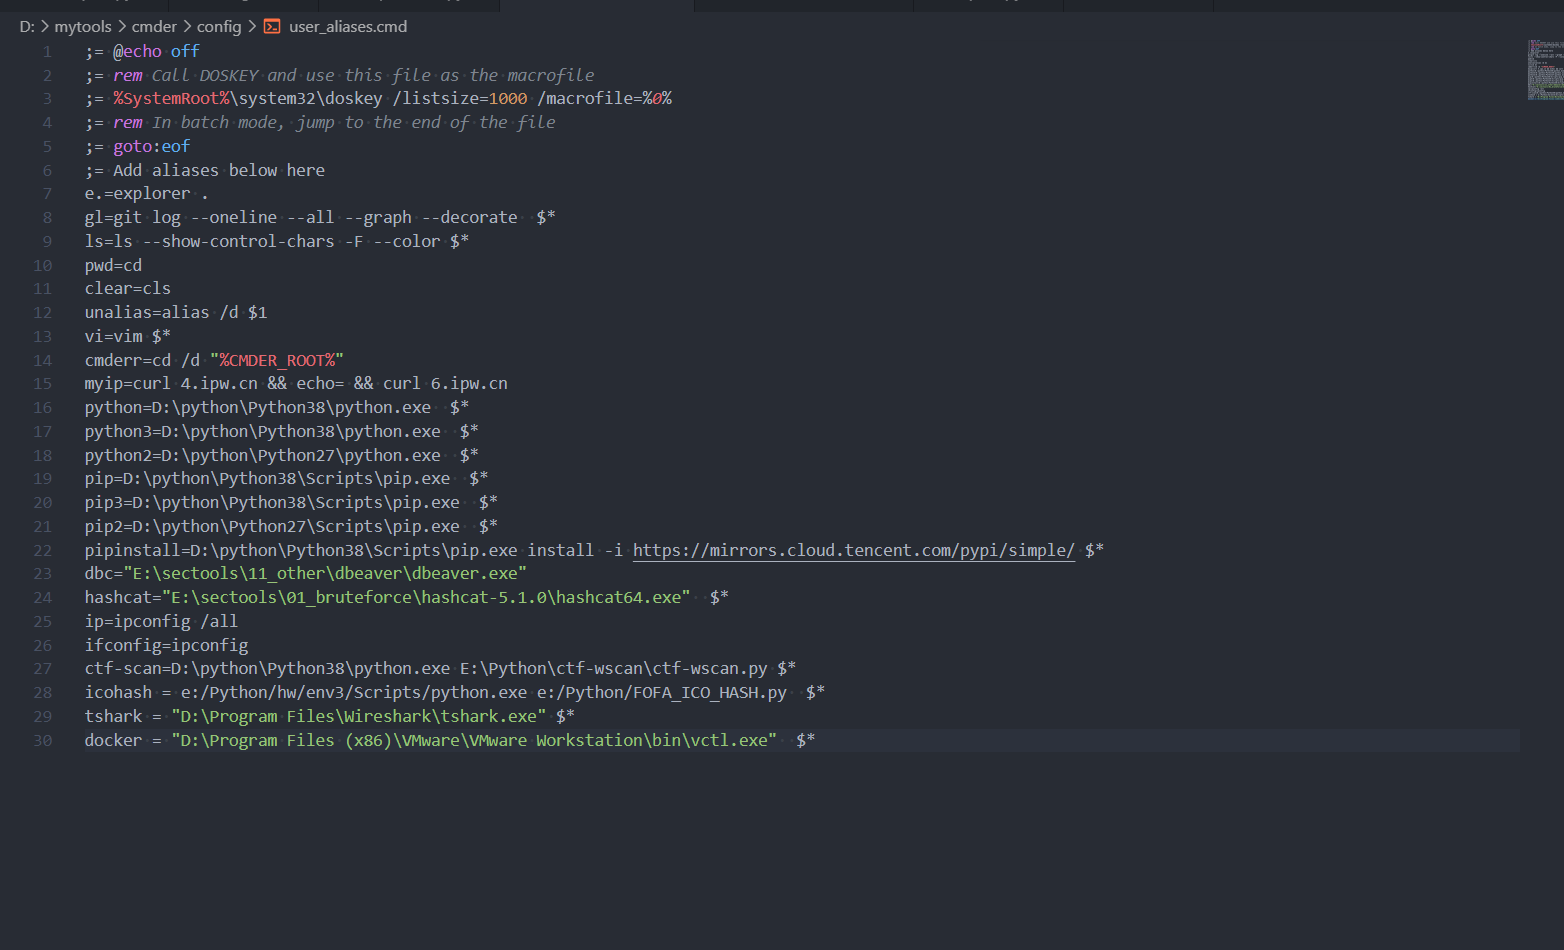 D: > mytools > cmder > config > user_aliases.cmd
1 ;= @echo off
2 ;= rem Call DOSKEY and use this file as the macrofile
3 ;= %SystemRoot%\system32\doskey /listsize=1000 /macrofile=%0%
4 ;= rem In batch mode, jump to the end of the file
5 ;= goto:eof
6 ;= Add aliases below here
7 e.=explorer .
8 gl=git log --oneline --all --graph --decorate  $*
9 ls=ls --show-control-chars -F --color $*
10 pwd=cd
11 clear=cls
12 unalias=alias /d $1
13 vi=vim $*
14 cmderr=cd /d "%CMDER_ROOT%"
15 myip=curl 4.ipw.cn && echo= && curl 6.ipw.cn
16 python=D:\python\Python38\python.exe  $*
17 python3=D:\python\Python38\python.exe  $*
18 python2=D:\python\Python27\python.exe  $*
19 pip=D:\python\Python38\Scripts\pip.exe  $*
20 pip3=D:\python\Python38\Scripts\pip.exe  $*
21 pip2=D:\python\Python27\Scripts\pip.exe  $*
22 pipinstall=D:\python\Python38\Scripts\pip.exe install -i https://mirrors.cloud.tencent.com/pypi/simple/ $*
23 dbc="E:\sectools\11_other\dbeaver\dbeaver.exe"
24 hashcat="E:\sectools\01_bruteforce\hashcat-5.1.0\hashcat64.exe"  $*
25 ip=ipconfig /all
26 ifconfig=ipconfig
27 ctf-scan=D:\python\Python38\python.exe E:\Python\ctf-wscan\ctf-wscan.py $*
28 icohash = e:/Python/hw/env3/Scripts/python.exe e:/Python/FOFA_ICO_HASH.py  $*
29 tshark = "D:\Program Files\Wireshark\tshark.exe" $*
30 docker = "D:\Program Files (x86)\VMware\VMware Workstation\bin\vctl.exe"  $*